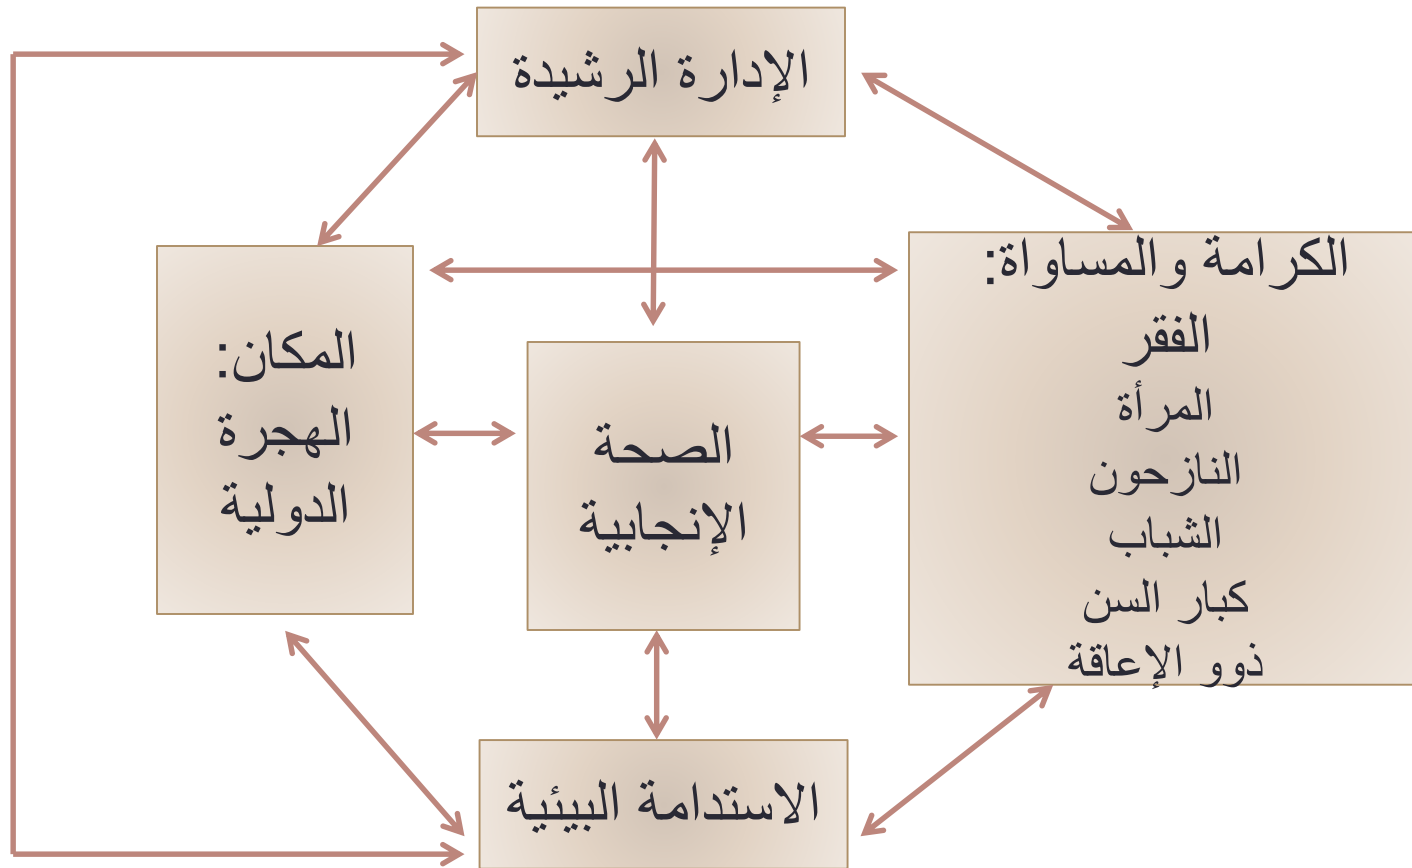 الإدارة الرشيدة
الكرامة والمساواة:
الفقر
المرأة
النازحون
الشباب
كبار السن
ذوو الإعاقة
الصحة
الإنجابية
المكان:
الهجرة
الدولية
الاستدامة البيئية